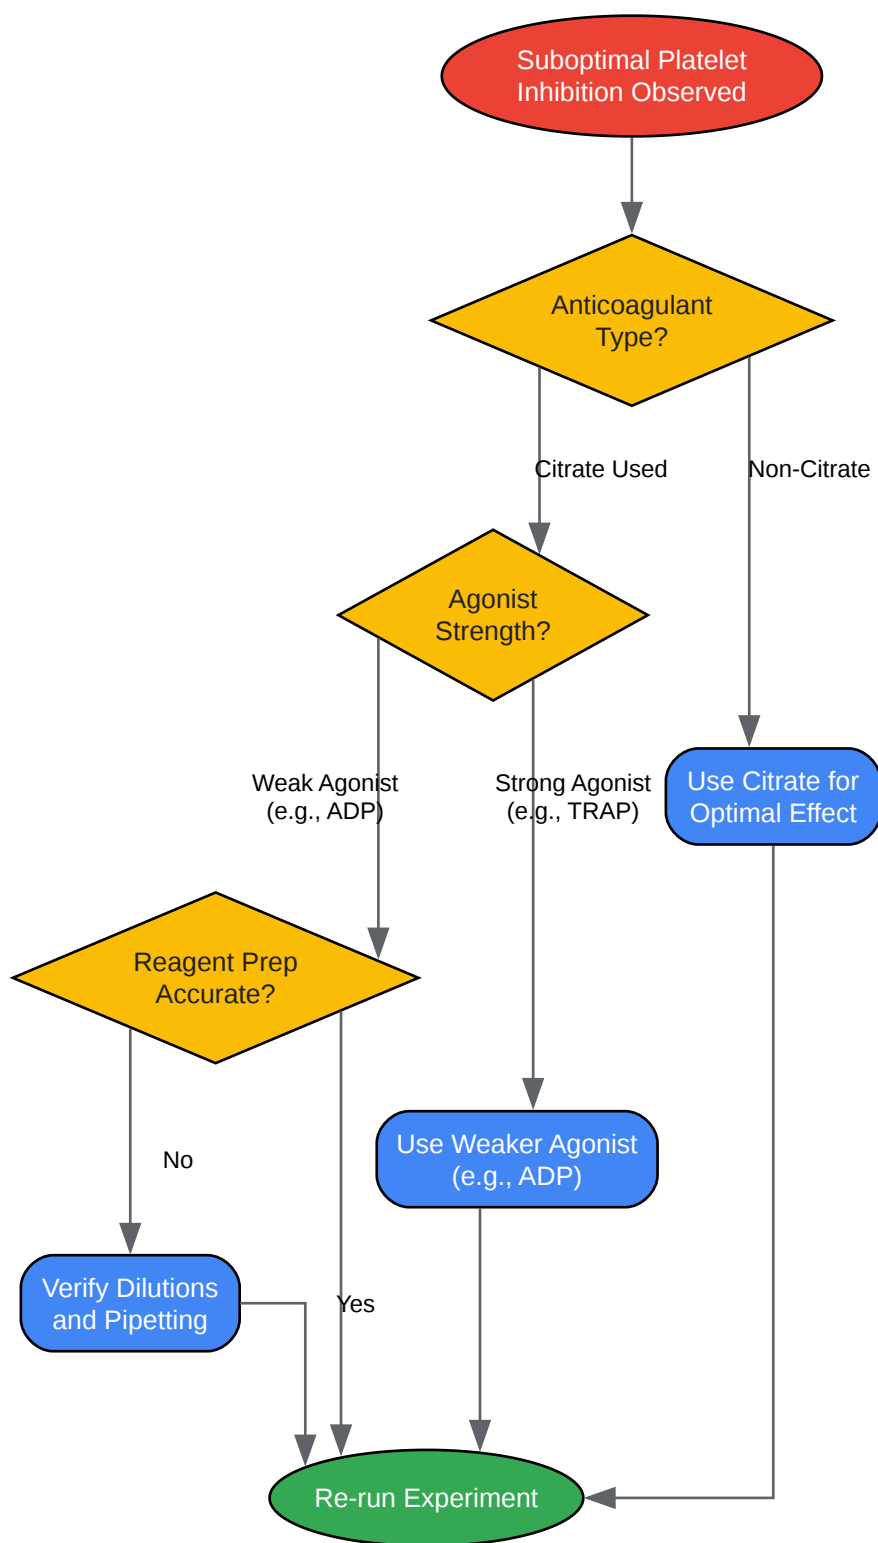 Suboptimal Platelet
Inhibition Observed
Anticoagulant
Type?
Citrate Used
Non-Citrate
Agonist
Strength?
Weak Agonist
(e.g., ADP)
Strong Agonist
(e.g., TRAP)
Use Citrate for
Optimal Effect
Reagent Prep
Accurate?
No
Use Weaker Agonist
(e.g., ADP)
Verify Dilutions
and Pipetting
Yes
Re-run Experiment